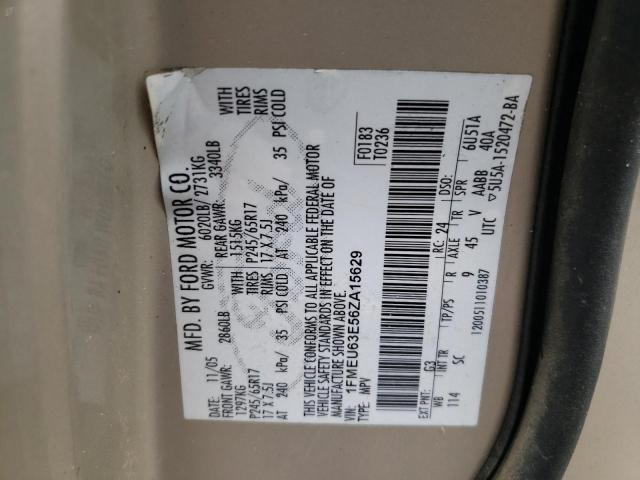 MFD. BY FORD MOTOR CO.
11/05 GVWR: 6020LB/ 2731KG
FRONT GAWR: 2860LB REAR GAWR: 3340LB
1297KG 1515KG WITH
P245/65R17 TIRES P245/65R17 TIRES
17 X 7.5J RIMS 17 X 7.5J RIMS
AT 240 kPa/ 35 PSI COLD AT 240 kPa/ 35 PSI COLD
THIS VEHICLE CONFORMS TO ALL APPLICABLE FEDERAL MOTOR
VEHICLE SAFETY STANDARDS IN EFFECT ON THE DATE OF
MANUFACTURE SHOWN ABOVE.
VIN: 1FMEU63E56ZA15629
TYPE: MPV
F0183
T0236
EXT PNT: G3 RC: 24 DSO:
WB INT TR TP/PS R AXLE TR SPR 6U5TA
114 SC 9 45 V AABB 40A
UTC ▽5U5A-1520472-BA
12005111010387